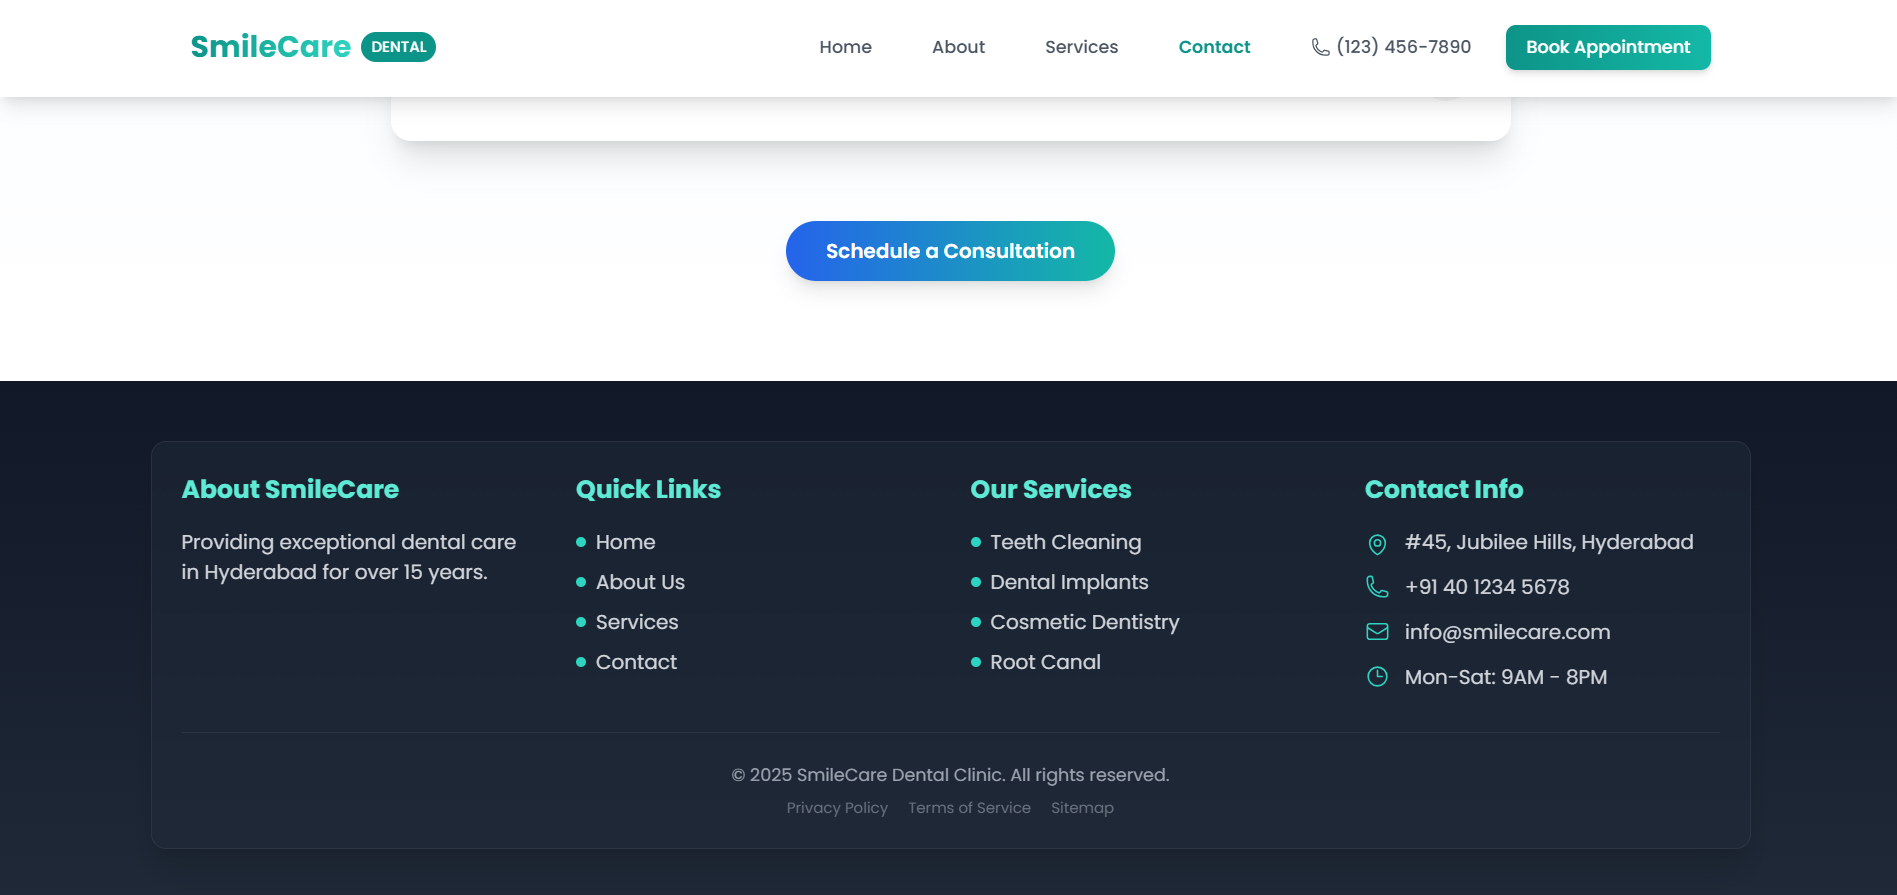 SmileCare DENTAL
Home About Services Contact (123) 456-7890 Book Appointment
Schedule a Consultation
About SmileCare
Providing exceptional dental care
in Hyderabad for over 15 years.
Quick Links
Home
About Us
Services
Contact
Our Services
Teeth Cleaning
Dental Implants
Cosmetic Dentistry
Root Canal
Contact Info
#45, Jubilee Hills, Hyderabad
+91 40 1234 5678
info@smilecare.com
Mon-Sat: 9AM - 8PM
© 2025 SmileCare Dental Clinic. All rights reserved.
Privacy Policy Terms of Service Sitemap